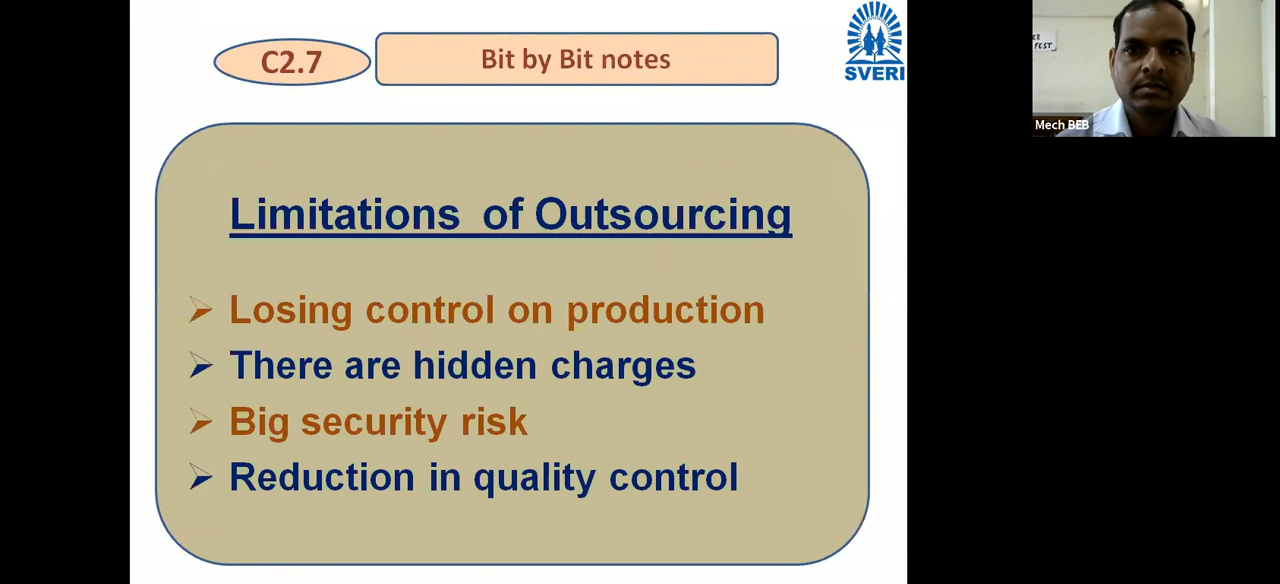 C2.7
Bit by Bit notes
SVERI
Limitations of Outsourcing
Losing control on production
There are hidden charges
Big security risk
Reduction in quality control
FEST
Mech BEB